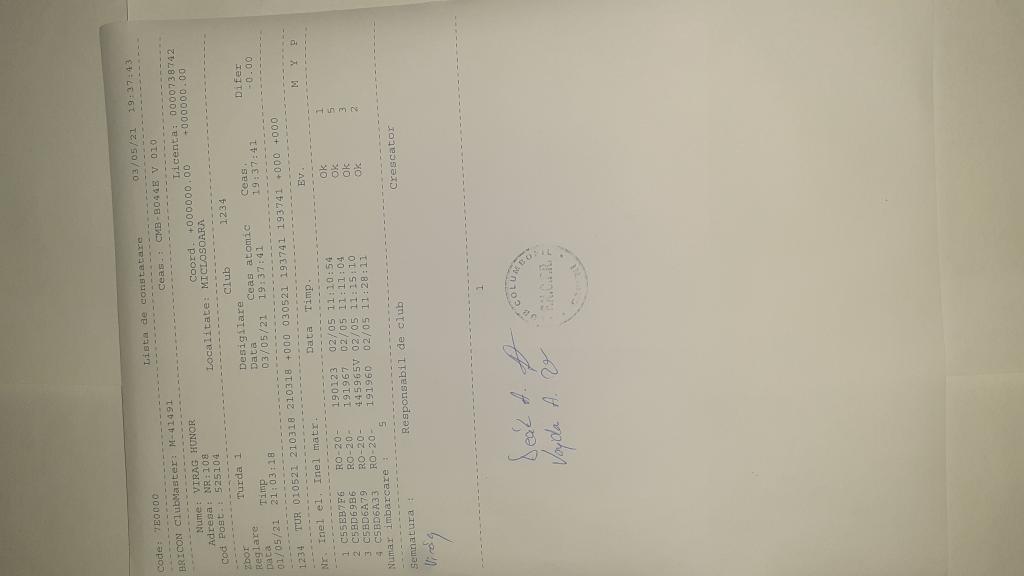 Lista de constatare 03/05/21 19:37:43
Code: 7E0000 Ceas.: CMB-B044E V 010
BRICON ClubMaster: M-41491 Licenta: 0000738742
Nume: VIRAG HUNOR Coord. +000000.00 +000000.00
Adresa: NR:108 Localitate: MICLOSOARA
Cod Post.: 525104 Club 1234
Zbor Turda 1 Desigilare Difer
Reglare Data Ceas atomic Ceas. -0.00
Data Timp 03/05/21 19:37:41 19:37:41
01/05/21 21:03:18
1234 TUR 010521 210318 210318 +000 030521 193741 193741 +000 +000
Nr. Inel el. Inel matr. Data Timp. Ev. M Y P
1 C55EB7F6 RO-20- 190123 02/05 11:10:54 Ok 1
2 C5BD69B6 RO-20- 191967 02/05 11:11:04 Ok 5
3 C5BD6A79 RO-20- 445965V 02/05 11:15:10 Ok 3
4 C5BD6A33 RO-20- 191960 02/05 11:28:11 Ok 2
Numar imbarcare : 5
Semnatura : Responsabil de club Crescator
Virág
1
Deák A.
Vajda A.
COLUMBOF